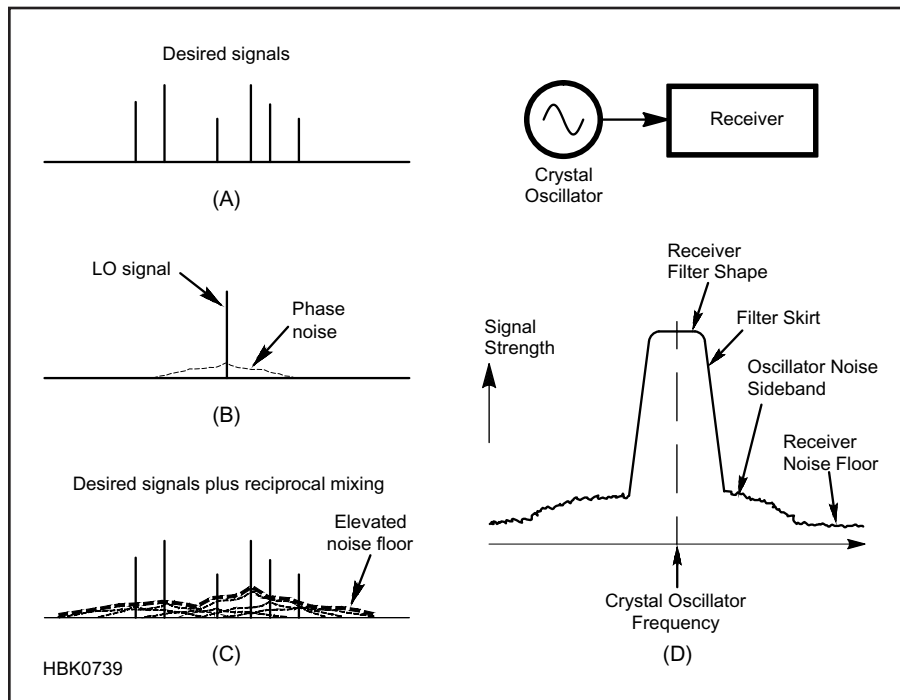 Desired signals
(A)
LO signal
Phase
noise
(B)
Desired signals plus reciprocal mixing
Elevated
noise floor
(C)
HBK0739
Receiver
Crystal
Oscillator
Receiver
Filter Shape
Signal
Strength
Filter Skirt
Oscillator Noise
Sideband
Receiver
Noise Floor
Crystal Oscillator
Frequency
(D)